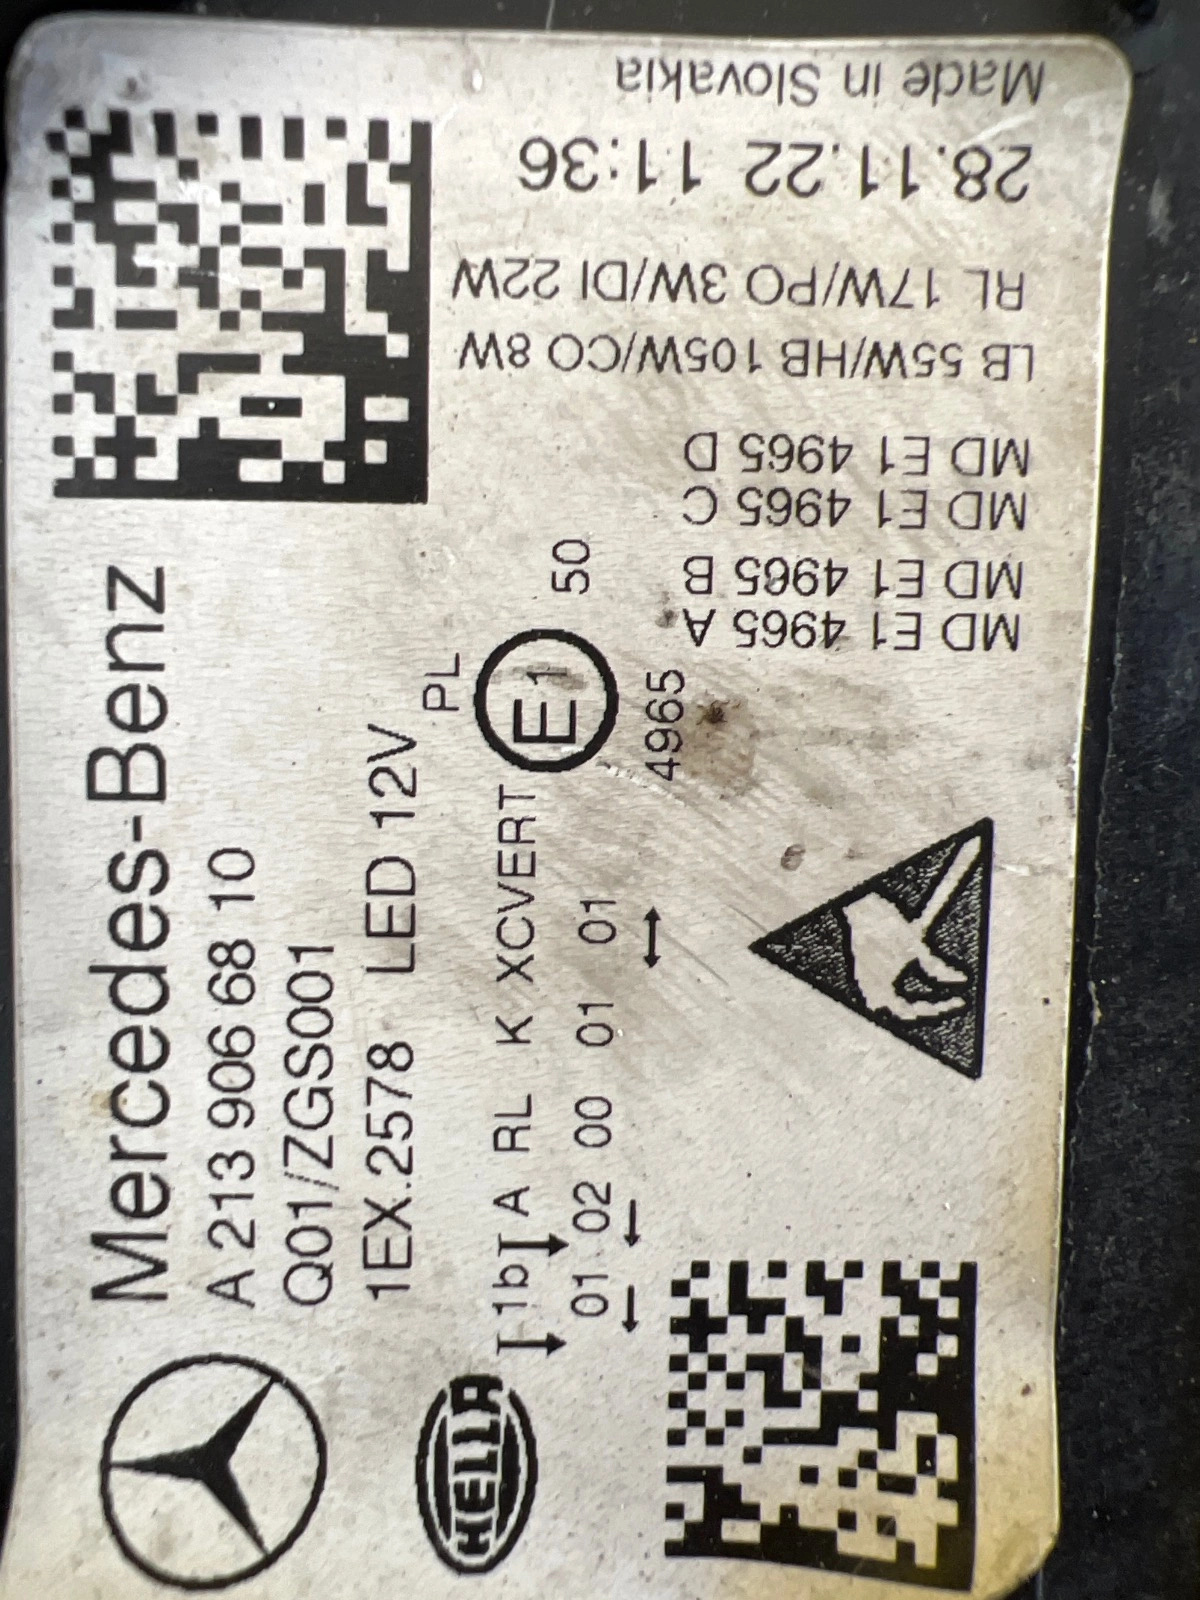 Mercedes-Benz
A 213 906 68 10
Q01/ZGS001
1EX.2578 LED 12V
PL
1b A RL K XCVERT E1 50
01 02 00 01 01
4965
HELLA
MD E1 4965 A
MD E1 4965 B
MD E1 4965 C
MD E1 4965 D
LB 55W/HB 105W/CO 8W
RL 17W/PO 3W/DI 22W
28.11.22 11:36
Made in Slovakia